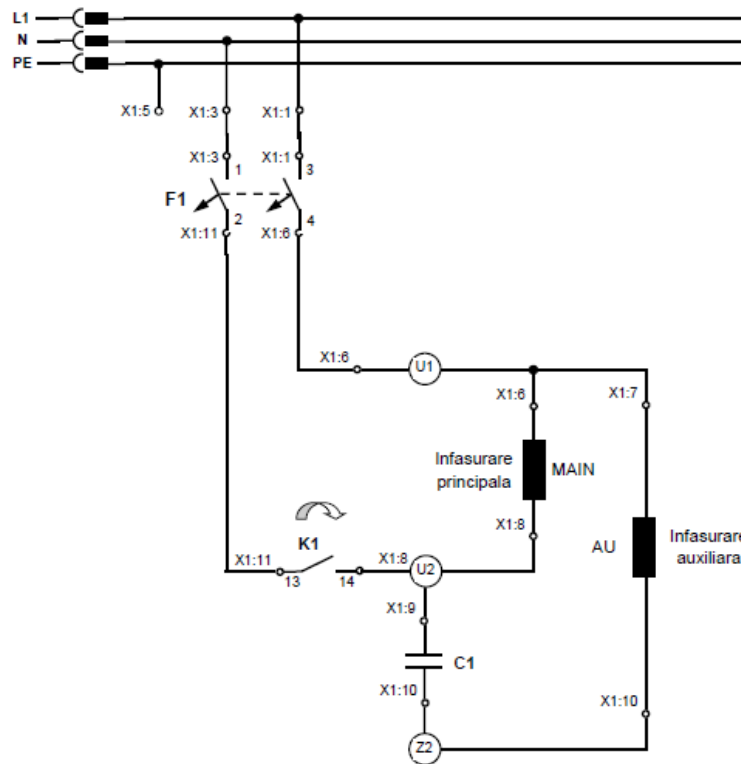 L1
N
PE
X1:5
X1:3
X1:1
X1:3
1
X1:1
3
F1
2
4
X1:11
X1:6
X1:6
U1
X1:6
X1:7
Infasurare
principala
MAIN
X1:8
AU
Infasurare
auxiliara
K1
X1:11
13
14
X1:8
U2
X1:9
C1
X1:10
X1:10
Z2